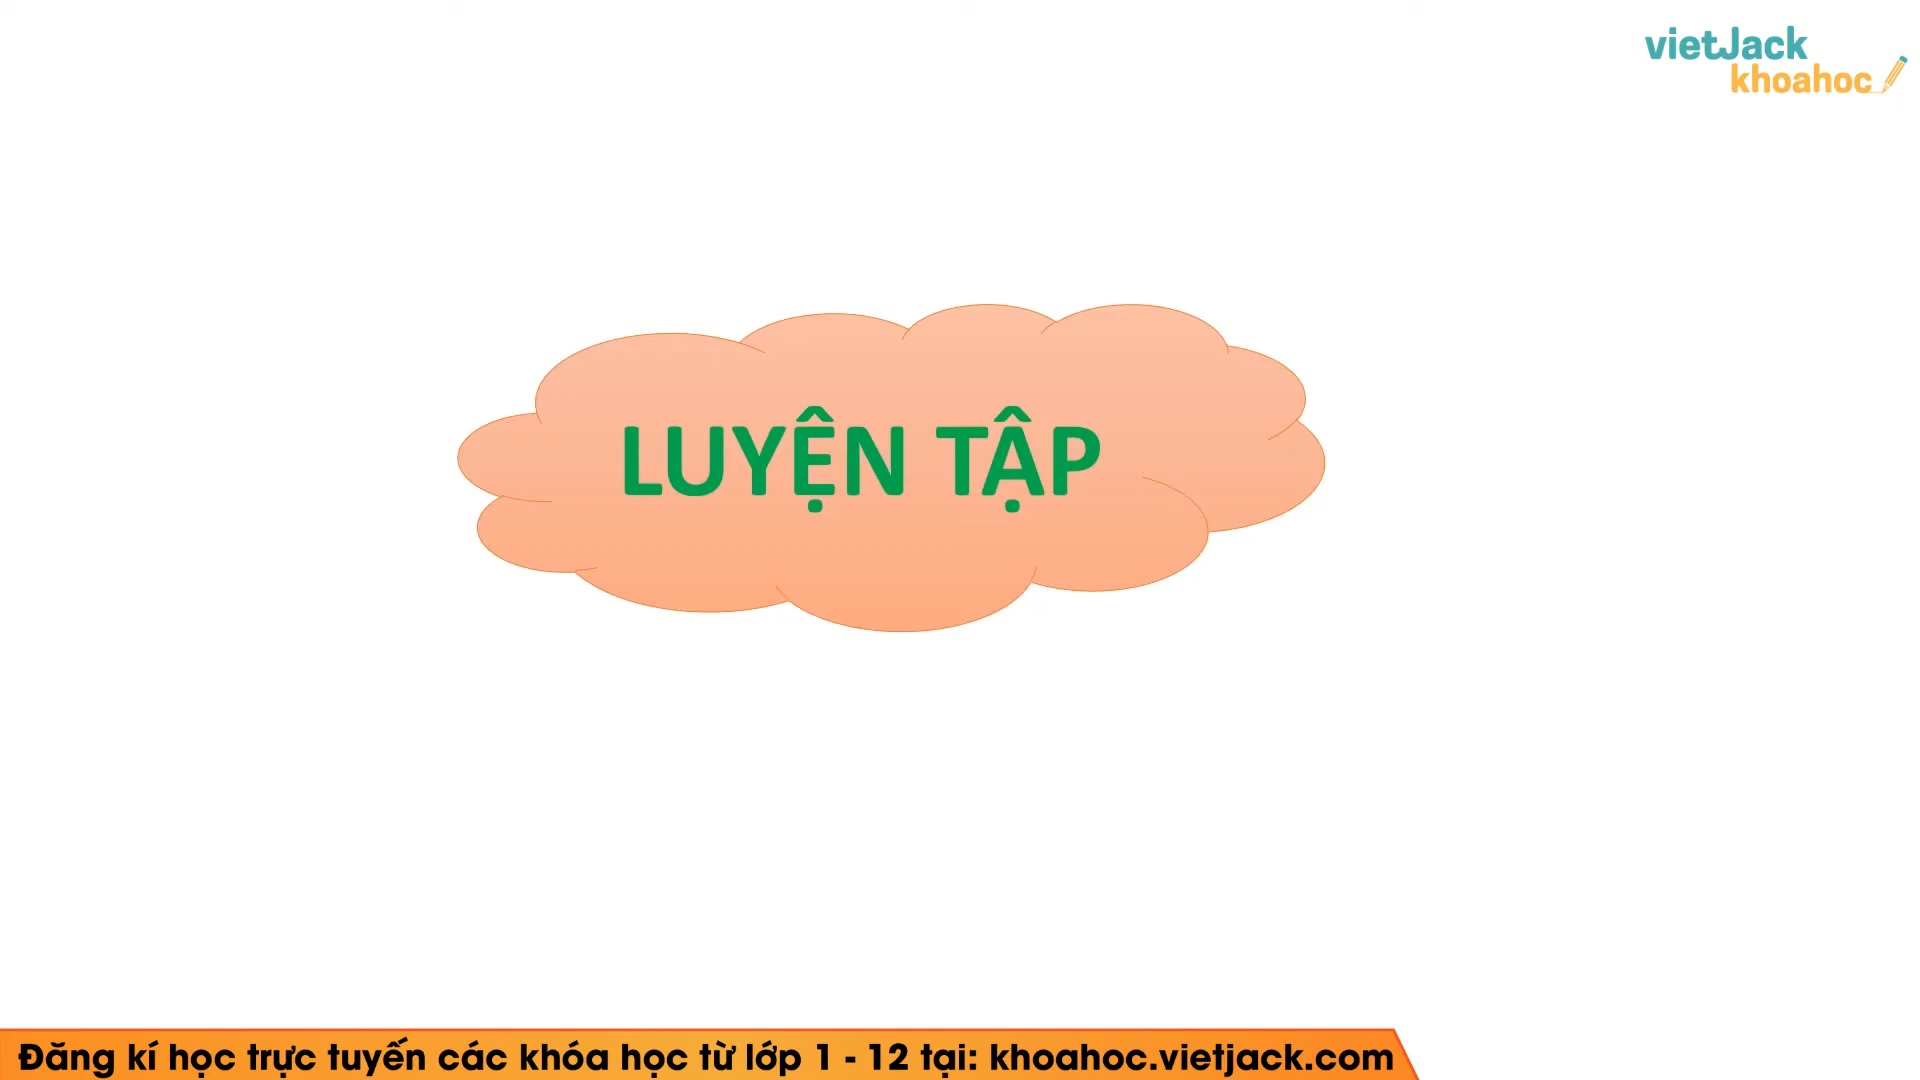 vietJack
khoahoc
LUYỆN TẬP
Đăng kí học trực tuyến các khóa học từ lớp 1 - 12 tại: khoahoc.vietjack.com